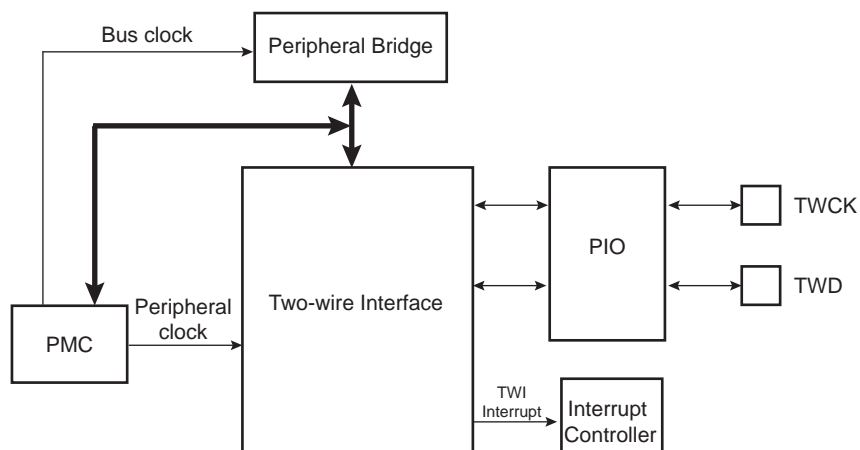 Bus clock
Peripheral Bridge
TWCK
PIO
TWD
Two-wire Interface
Peripheral
clock
PMC
TWI
Interrupt
Interrupt
Controller